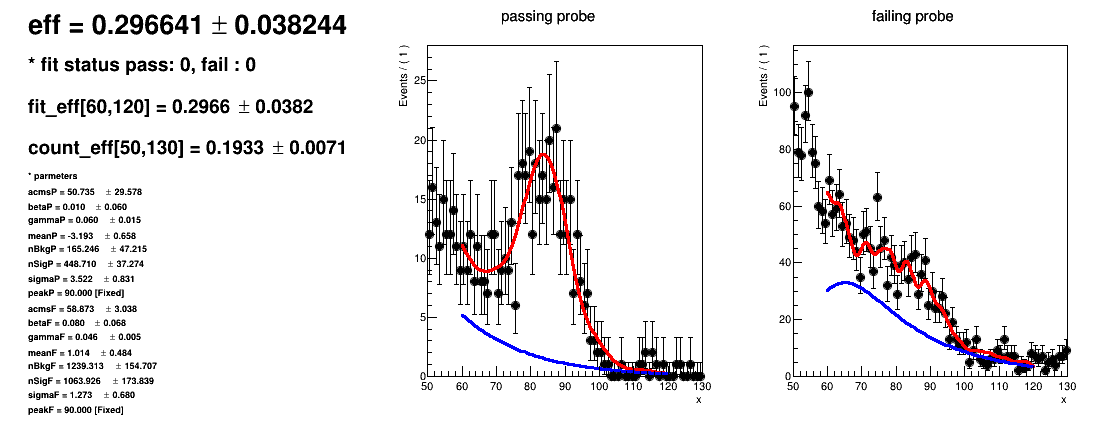 eff = 0.296641 ± 0.038244
* fit status pass: 0, fail : 0
fit_eff[60,120] = 0.2966 ± 0.0382
count_eff[50,130] = 0.1933 ± 0.0071
* parmeters
acmsP = 50.735 ± 29.578
betaP = 0.010 ± 0.060
gammaP = 0.060 ± 0.015
meanP = -3.193 ± 0.658
nBkgP = 165.246 ± 47.215
nSigP = 448.710 ± 37.274
sigmaP = 3.522 ± 0.831
peakP = 90.000 [Fixed]
acmsF = 58.873 ± 3.038
betaF = 0.080 ± 0.068
gammaF = 0.046 ± 0.005
meanF = 1.014 ± 0.484
nBkgF = 1239.313 ± 154.707
nSigF = 1063.926 ± 173.839
sigmaF = 1.273 ± 0.680
peakF = 90.000 [Fixed]
passing probe
Events / ( 1 )
25
20
15
10
5
0
50 60 70 80 90 100 110 120 130
x
failing probe
Events / ( 1 )
100
80
60
40
20
0
50 60 70 80 90 100 110 120 130
x